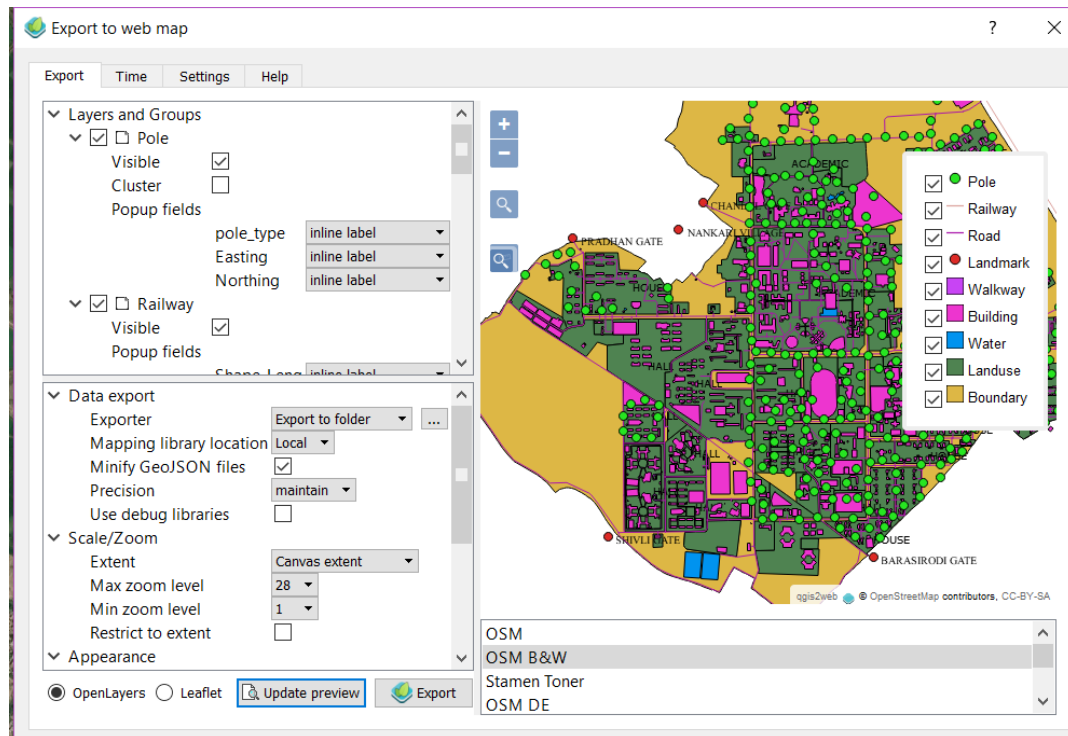 Export to web map
?
Export
Time
Settings
Help
Layers and Groups
Pole
Visible
Cluster
Popup fields
pole_type inline label
Easting inline label
Northing inline label
Railway
Visible
Popup fields
Data export
Exporter Export to folder ...
Mapping library location Local
Minify GeoJSON files
Precision maintain
Use debug libraries
Scale/Zoom
Extent Canvas extent
Max zoom level 28
Min zoom level 1
Restrict to extent
Appearance
OpenLayers
Leaflet
Update preview
Export
+
−
ACADEMIC
NANKARI VILLAGE
PRADHAN GATE
ACADEMIC
HALL
HALL
HALL
SHIVLI GATE
BARASIRODI GATE
Pole
Railway
Road
Landmark
Walkway
Building
Water
Landuse
Boundary
qgis2web © OpenStreetMap contributors, CC-BY-SA
OSM
OSM B&W
Stamen Toner
OSM DE